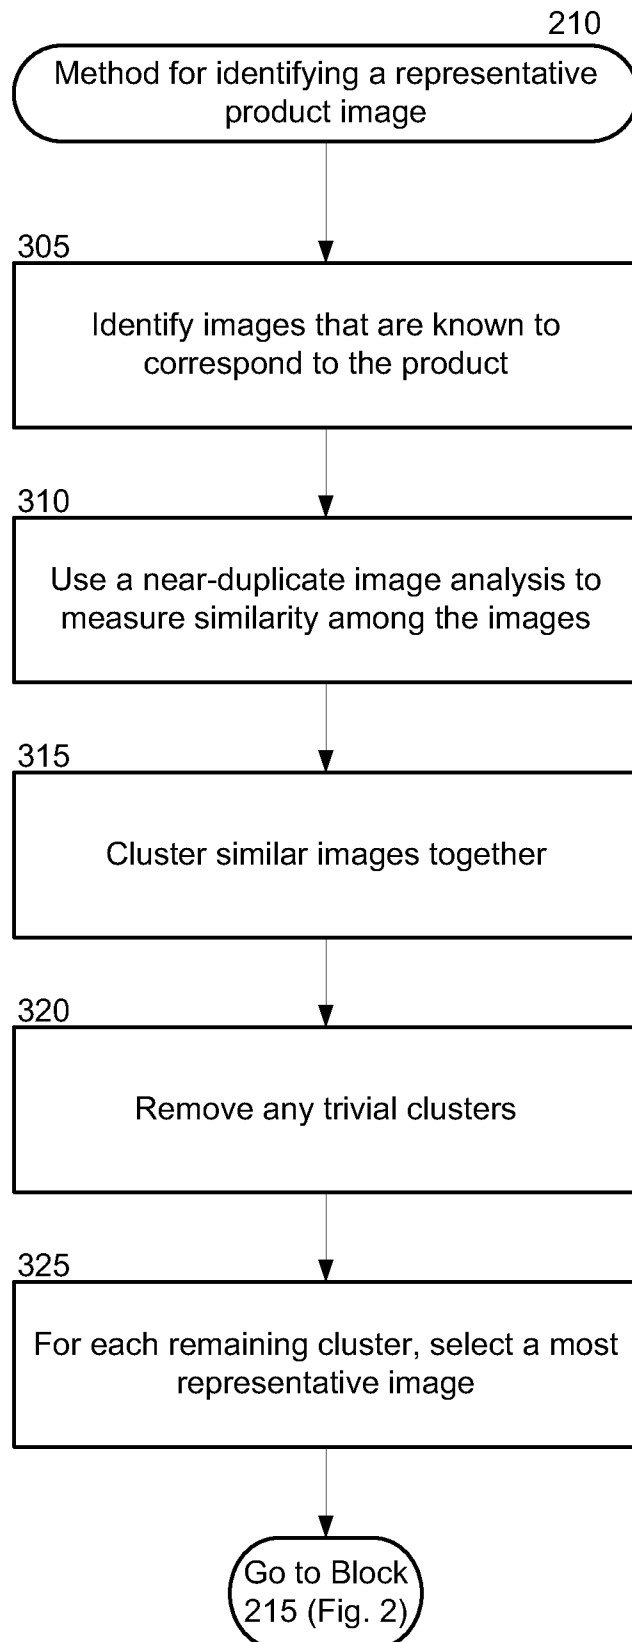 210
Method for identifying a representative
product image
305
Identify images that are known to
correspond to the product
310
Use a near-duplicate image analysis to
measure similarity among the images
315
Cluster similar images together
320
Remove any trivial clusters
325
For each remaining cluster, select a most
representative image
Go to Block
215 (Fig. 2)